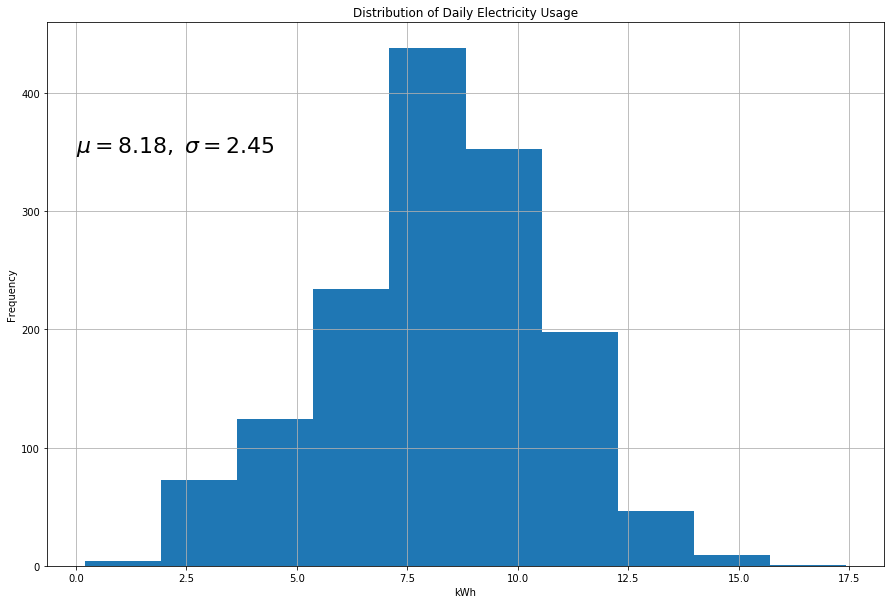 Distribution of Daily Electricity Usage
400
μ = 8.18, σ = 2.45
300
Frequency
200
100
0
0.0 2.5 5.0 7.5 10.0 12.5 15.0 17.5
kWh